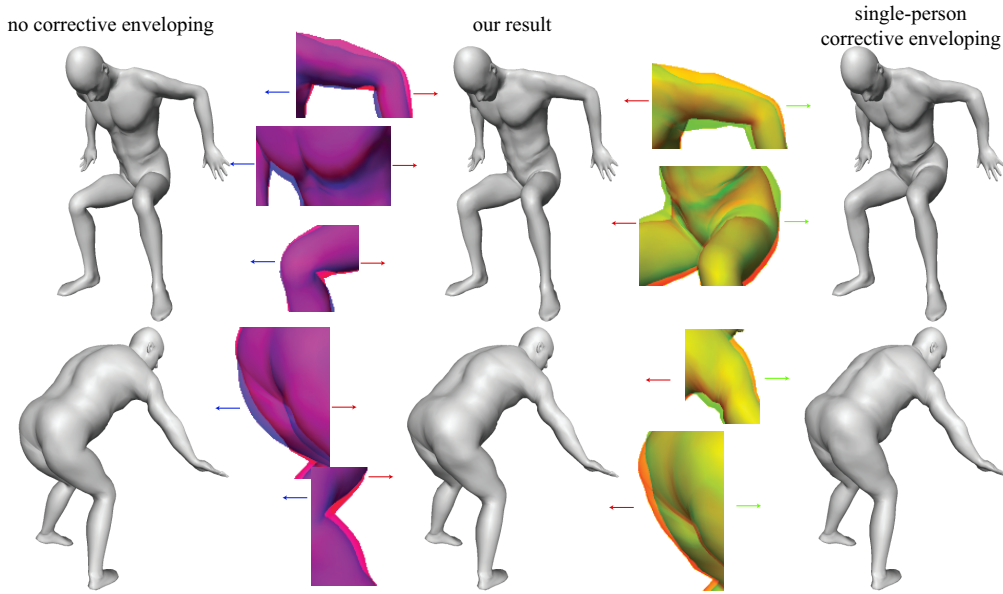 no corrective enveloping
our result
single-person
corrective enveloping